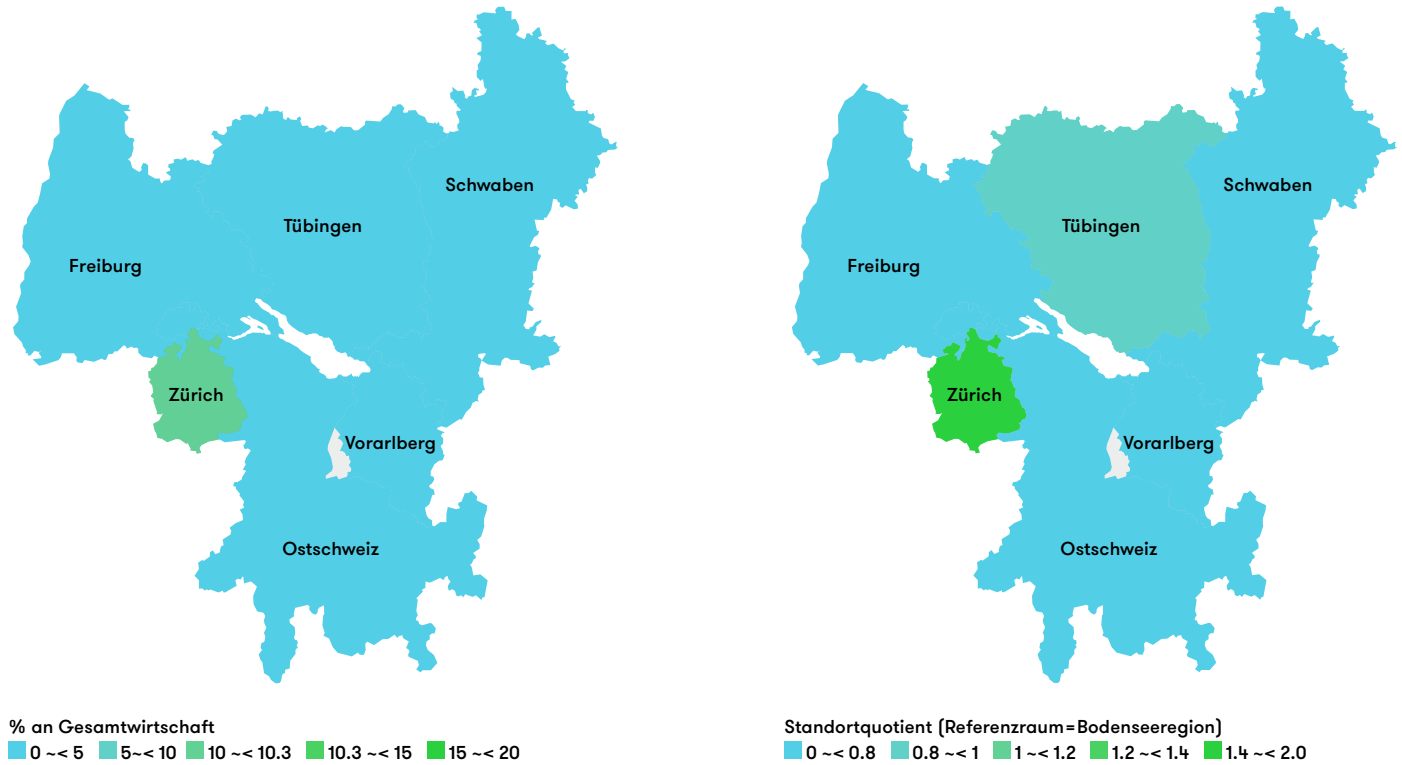 Schwaben
Tübingen
Freiburg
Zürich
Vorarlberg
Ostschweiz
% an Gesamtwirtschaft
0 ~< 5 5~< 10 10 ~< 10.3 10.3 ~< 15 15 ~< 20
Schwaben
Tübingen
Freiburg
Zürich
Vorarlberg
Ostschweiz
Standortquotient (Referenzraum=Bodenseeregion)
0 ~< 0.8 0.8 ~< 1 1 ~< 1.2 1.2 ~< 1.4 1.4 ~< 2.0